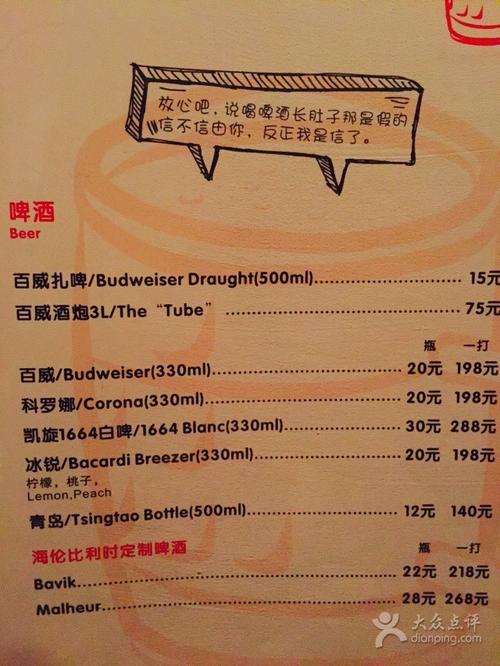 放心吧，说喝啤酒长肚子那是假的
信不信由你，反正我是信了。
啤酒
Beer
百威扎啤/Budweiser Draught(500ml) 15元
百威酒炮3L/The “Tube” 75元
瓶 一打
百威/Budweiser(330ml) 20元 198元
科罗娜/Corona(330ml) 20元 198元
凯旋1664白啤/1664 Blanc(330ml) 30元 288元
冰锐/Bacardi Breezer(330ml) 20元 198元
柠檬，桃子，
Lemon,Peach
青岛/Tsingtao Bottle(500ml) 12元 140元
海伦比利时定制啤酒 瓶 一打
Bavik 22元 218元
Malheur 28元 268元
大众点评
dianping.com